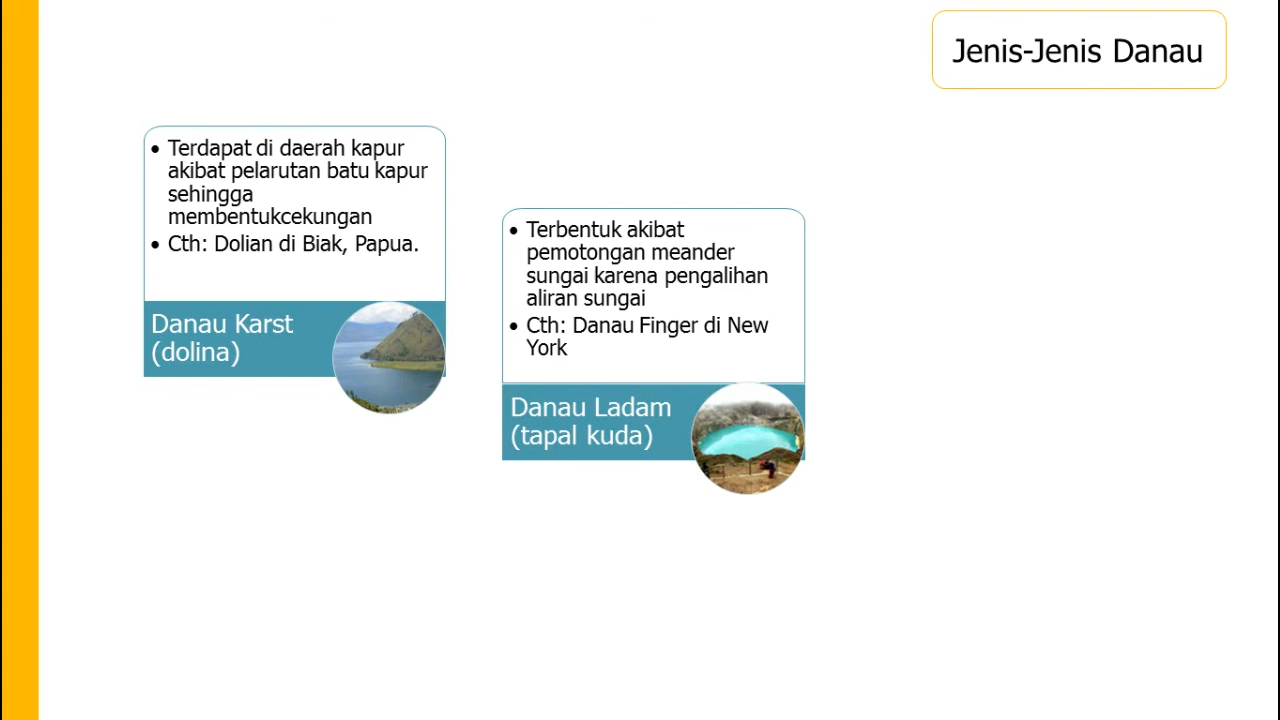 Jenis-Jenis Danau
• Terdapat di daerah kapur
akibat pelarutan batu kapur
sehingga
membentukcekungan
• Cth: Dolian di Biak, Papua.
Danau Karst
(dolina)
• Terbentuk akibat
pemotongan meander
sungai karena pengalihan
aliran sungai
• Cth: Danau Finger di New
York
Danau Ladam
(tapal kuda)